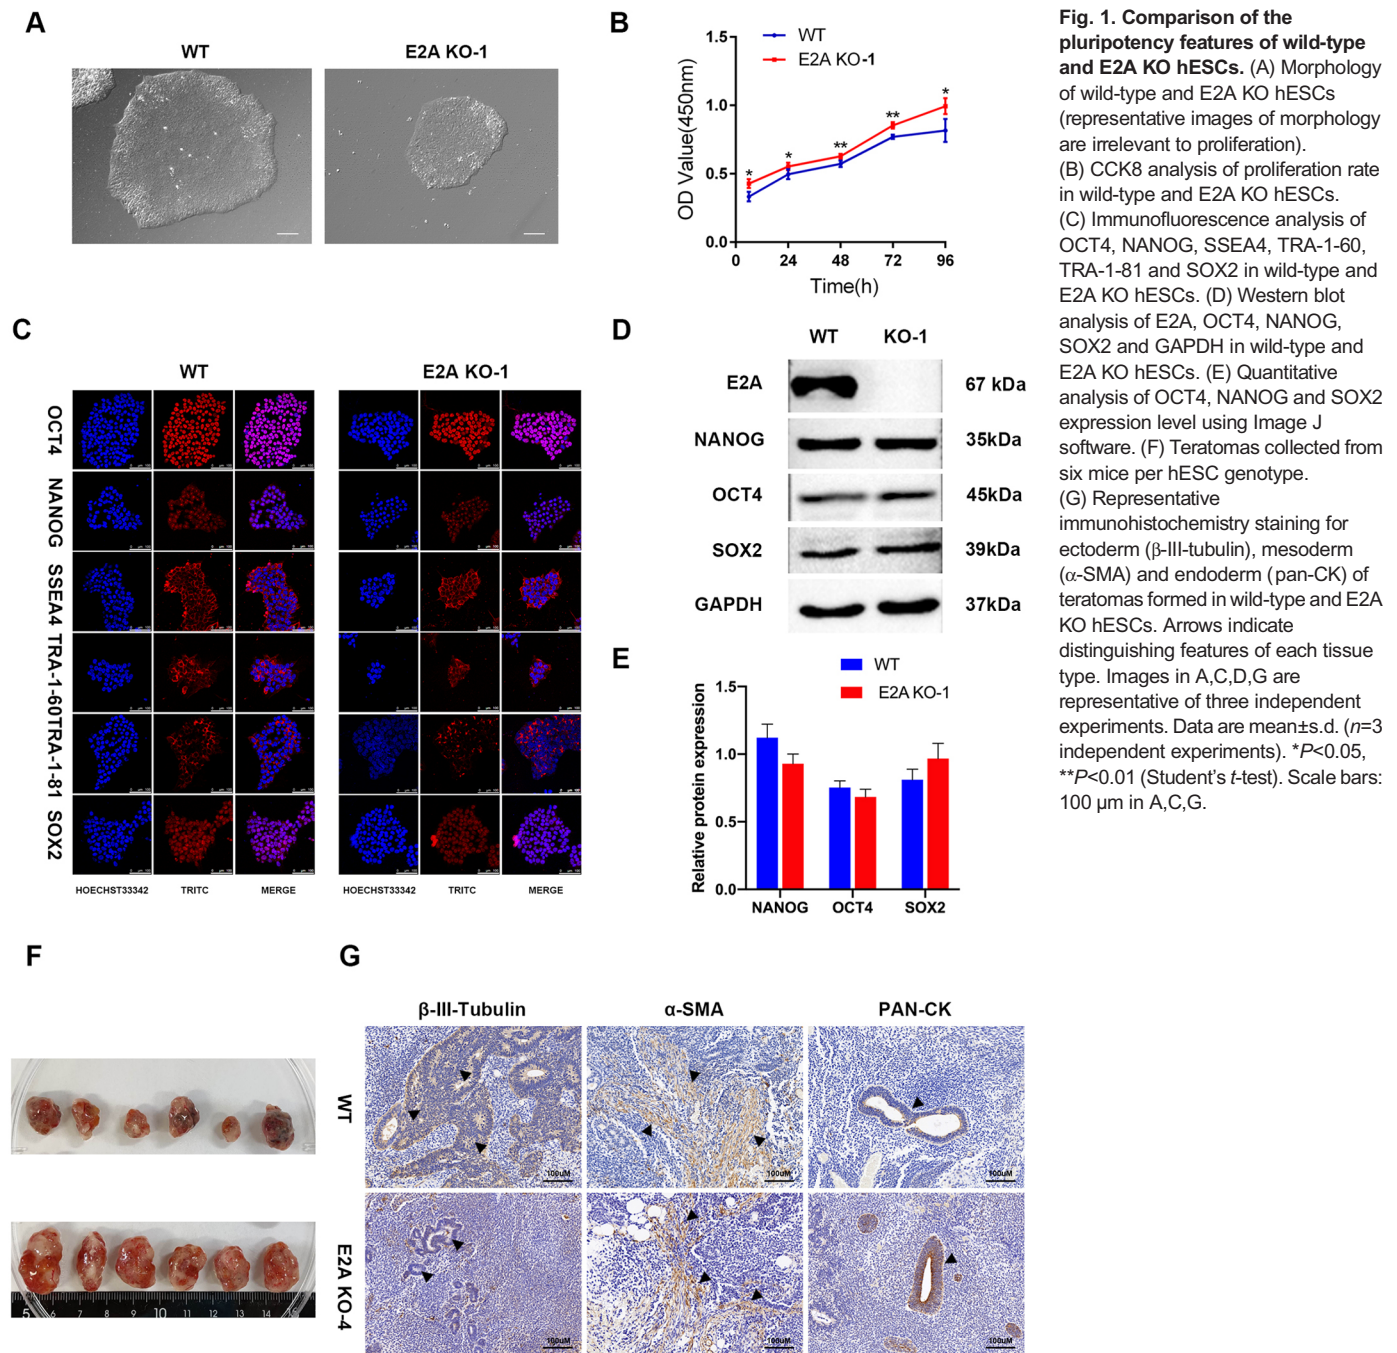 A
WT
E2A KO-1
B
WT
E2A KO-1
OD Value(450nm)
1.5
1.0
0.5
0.0
0 24 48 72 96
Time(h)
*
*
**
**
*
C
WT
E2A KO-1
OCT4
NANOG
SSEA4
TRA-1-60
TRA-1-81
SOX2
HOECHST33342 TRITC MERGE
HOECHST33342 TRITC MERGE
D
WT KO-1
E2A 67 kDa
NANOG 35kDa
OCT4 45kDa
SOX2 39kDa
GAPDH 37kDa
E
WT
E2A KO-1
Relative protein expression
1.5
1.0
0.5
0.0
NANOG OCT4 SOX2
F
5 6 7 8 9 10 11 12 13 14 15
G
β-III-Tubulin α-SMA PAN-CK
WT
100uM 100uM 100uM
E2A KO-4
100uM 100uM 100uM
Fig. 1. Comparison of the
pluripotency features of wild-type
and E2A KO hESCs. (A) Morphology
of wild-type and E2A KO hESCs
(representative images of morphology
are irrelevant to proliferation).
(B) CCK8 analysis of proliferation rate
in wild-type and E2A KO hESCs.
(C) Immunofluorescence analysis of
OCT4, NANOG, SSEA4, TRA-1-60,
TRA-1-81 and SOX2 in wild-type and
E2A KO hESCs. (D) Western blot
analysis of E2A, OCT4, NANOG,
SOX2 and GAPDH in wild-type and
E2A KO hESCs. (E) Quantitative
analysis of OCT4, NANOG and SOX2
expression level using Image J
software. (F) Teratomas collected from
six mice per hESC genotype.
(G) Representative
immunohistochemistry staining for
ectoderm (β-III-tubulin), mesoderm
(α-SMA) and endoderm (pan-CK) of
teratomas formed in wild-type and E2A
KO hESCs. Arrows indicate
distinguishing features of each tissue
type. Images in A,C,D,G are
representative of three independent
experiments. Data are mean±s.d. (n=3
independent experiments). *P<0.05,
**P<0.01 (Student's t-test). Scale bars:
100 µm in A,C,G.